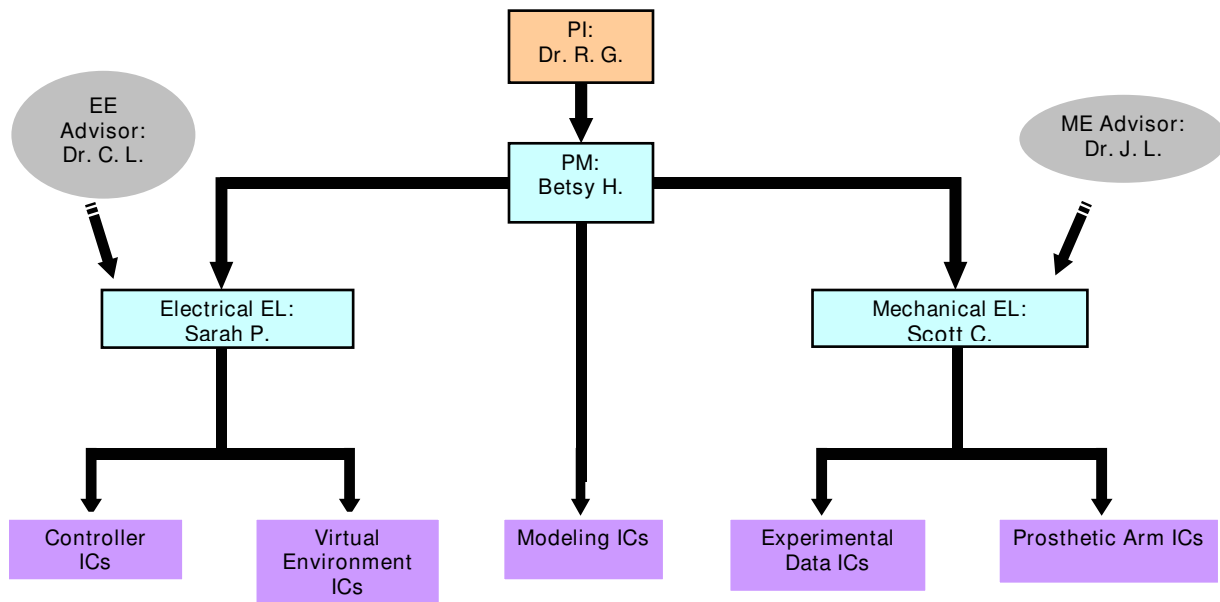 PI:
Dr. R. G.
EE
Advisor:
Dr. C. L.
ME Advisor:
Dr. J. L.
PM:
Betsy H.
Electrical EL:
Sarah P.
Mechanical EL:
Scott C.
Controller
ICs
Virtual
Environment
ICs
Modeling ICs
Experimental
Data ICs
Prosthetic Arm ICs